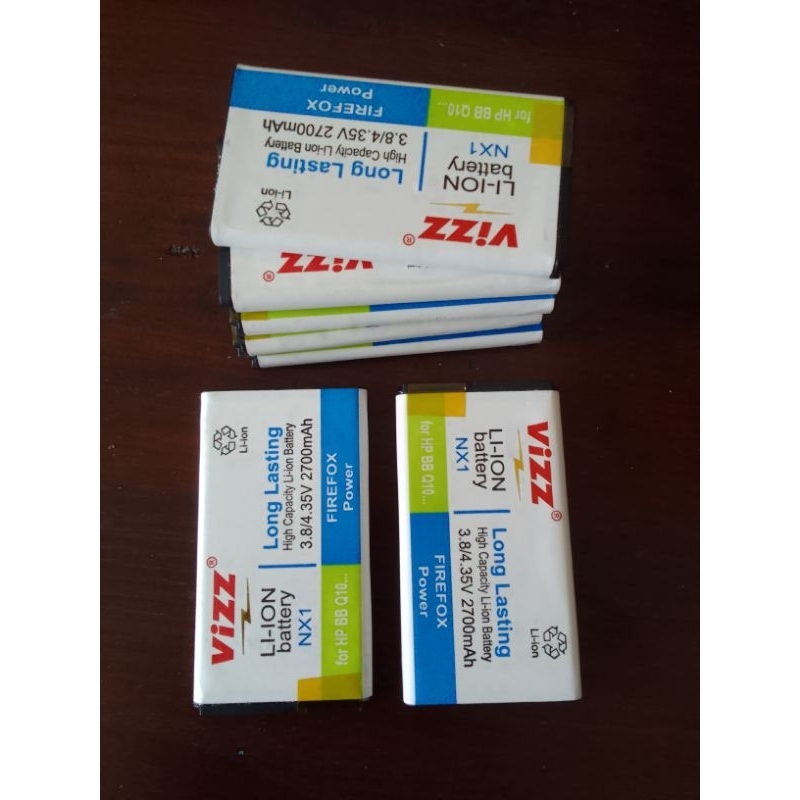 FIREFOX
Power
for HP BB Q10...
Long Lasting
High Capacity Li-ion Battery
3.8/4.35V 2700mAh
LI-ION
battery
NX1
Li-ion
Vizz®
Vizz®
Vizz®
LI-ION
battery
NX1
Long Lasting
High Capacity Li-ion Battery
3.8/4.35V 2700mAh
Li-ion
FIREFOX
Power
for HP BB Q10...
Vizz®
LI-ION
battery
NX1
Long Lasting
High Capacity Li-ion Battery
3.8/4.35V 2700mAh
Li-ion
for HP BB Q10...
FIREFOX
Power